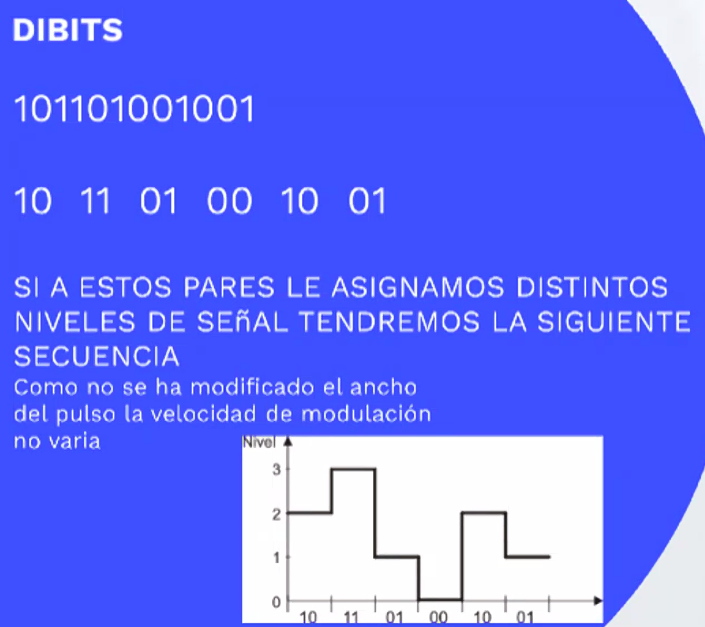 DIBITS
101101001001
10 11 01 00 10 01
SI A ESTOS PARES LE ASIGNAMOS DISTINTOS
NIVELES DE SEñAL TENDREMOS LA SIGUIENTE
SECUENCIA
Como no se ha modificado el ancho
del pulso la velocidad de modulación
no varia
Nivel
3
2
1
0
10 11 01 00 10 01